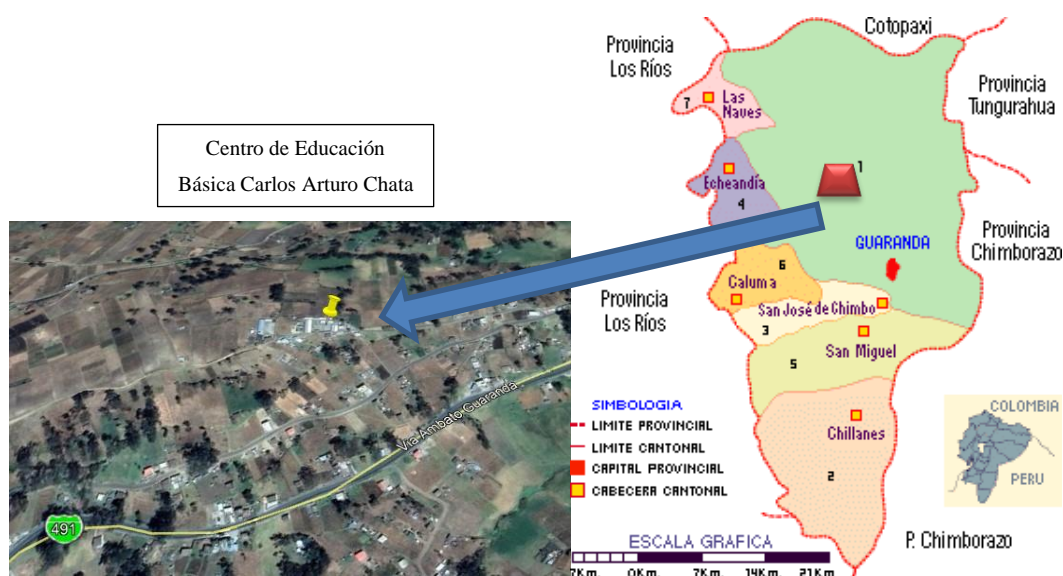 Centro de Educación
Básica Carlos Arturo Chata
Vía Ambato Guaranda
491
Cotopaxi
Provincia
Los Ríos
Provincia
Tungurahua
7
Las
Naves
1
Echeandía
4
GUARANDA
Provincia
Chimborazo
6
Caluma
Provincia
Los Ríos
San José de Chimbo
3
San Miguel
5
SIMBOLOGIA
LIMITE PROVINCIAL
LIMITE CANTONAL
CAPITAL PROVINCIAL
CABECERA CANTONAL
Chillanes
2
COLOMBIA
PERU
P. Chimborazo
ESCALA GRAFICA
7Km. 0Km. 7Km 14Km 21Km